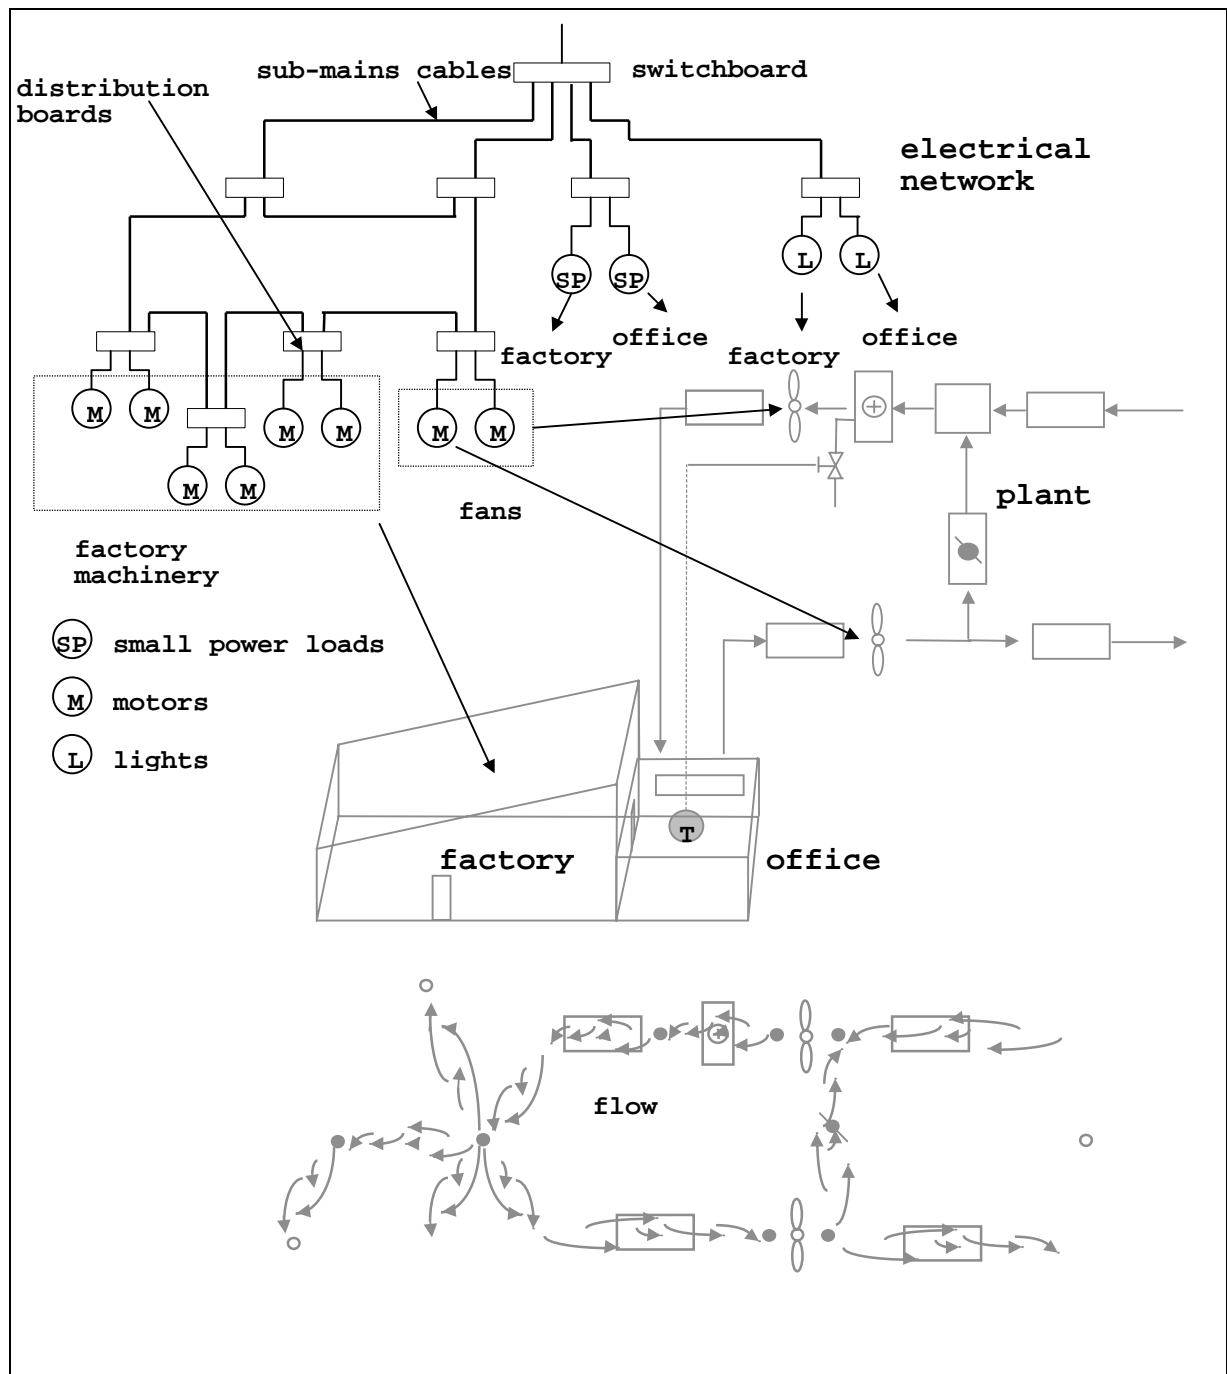 sub-mains cables
switchboard
distribution
boards
electrical
network
L
L
SP
SP
office
office
factory
factory
M
M
M
M
M
M
M
M
plant
fans
factory
machinery
SP small power loads
M motors
L lights
T
factory
office
flow